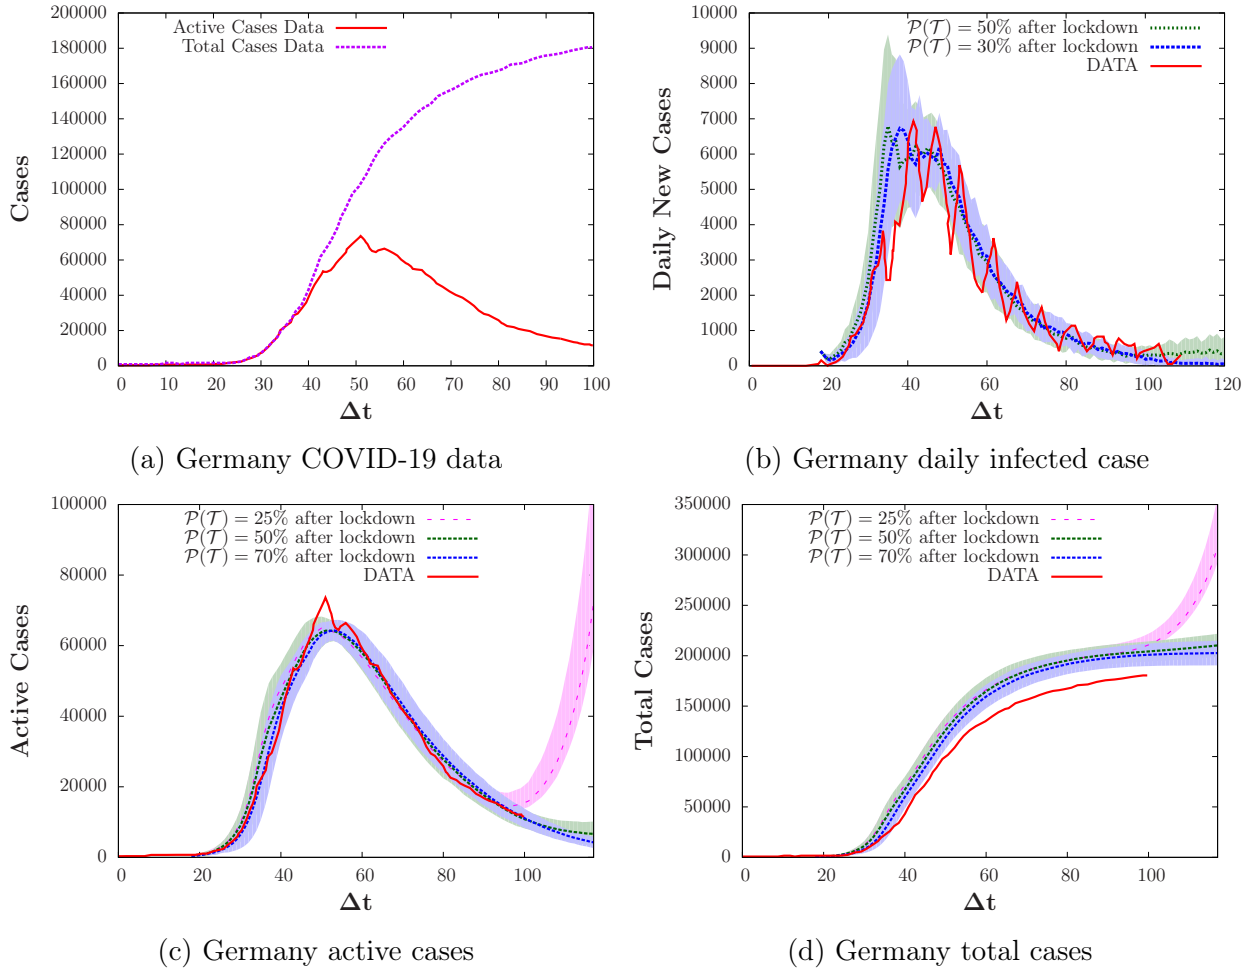 Active Cases Data
Total Cases Data
180000
200000
160000
140000
120000
100000
80000
60000
40000
20000
0
Cases
0 10 20 30 40 50 60 70 80 90 100
Δt
(a) Germany COVID-19 data
P(T) = 50% after lockdown
P(T) = 30% after lockdown
DATA
10000
9000
8000
7000
6000
5000
4000
3000
2000
1000
0
Daily New Cases
0 20 40 60 80 100 120
Δt
(b) Germany daily infected case
P(T) = 25% after lockdown
P(T) = 50% after lockdown
P(T) = 70% after lockdown
DATA
100000
80000
60000
40000
20000
0
Active Cases
0 20 40 60 80 100
Δt
(c) Germany active cases
P(T) = 25% after lockdown
P(T) = 50% after lockdown
P(T) = 70% after lockdown
DATA
350000
300000
250000
200000
150000
100000
50000
0
Total Cases
0 20 40 60 80 100
Δt
(d) Germany total cases